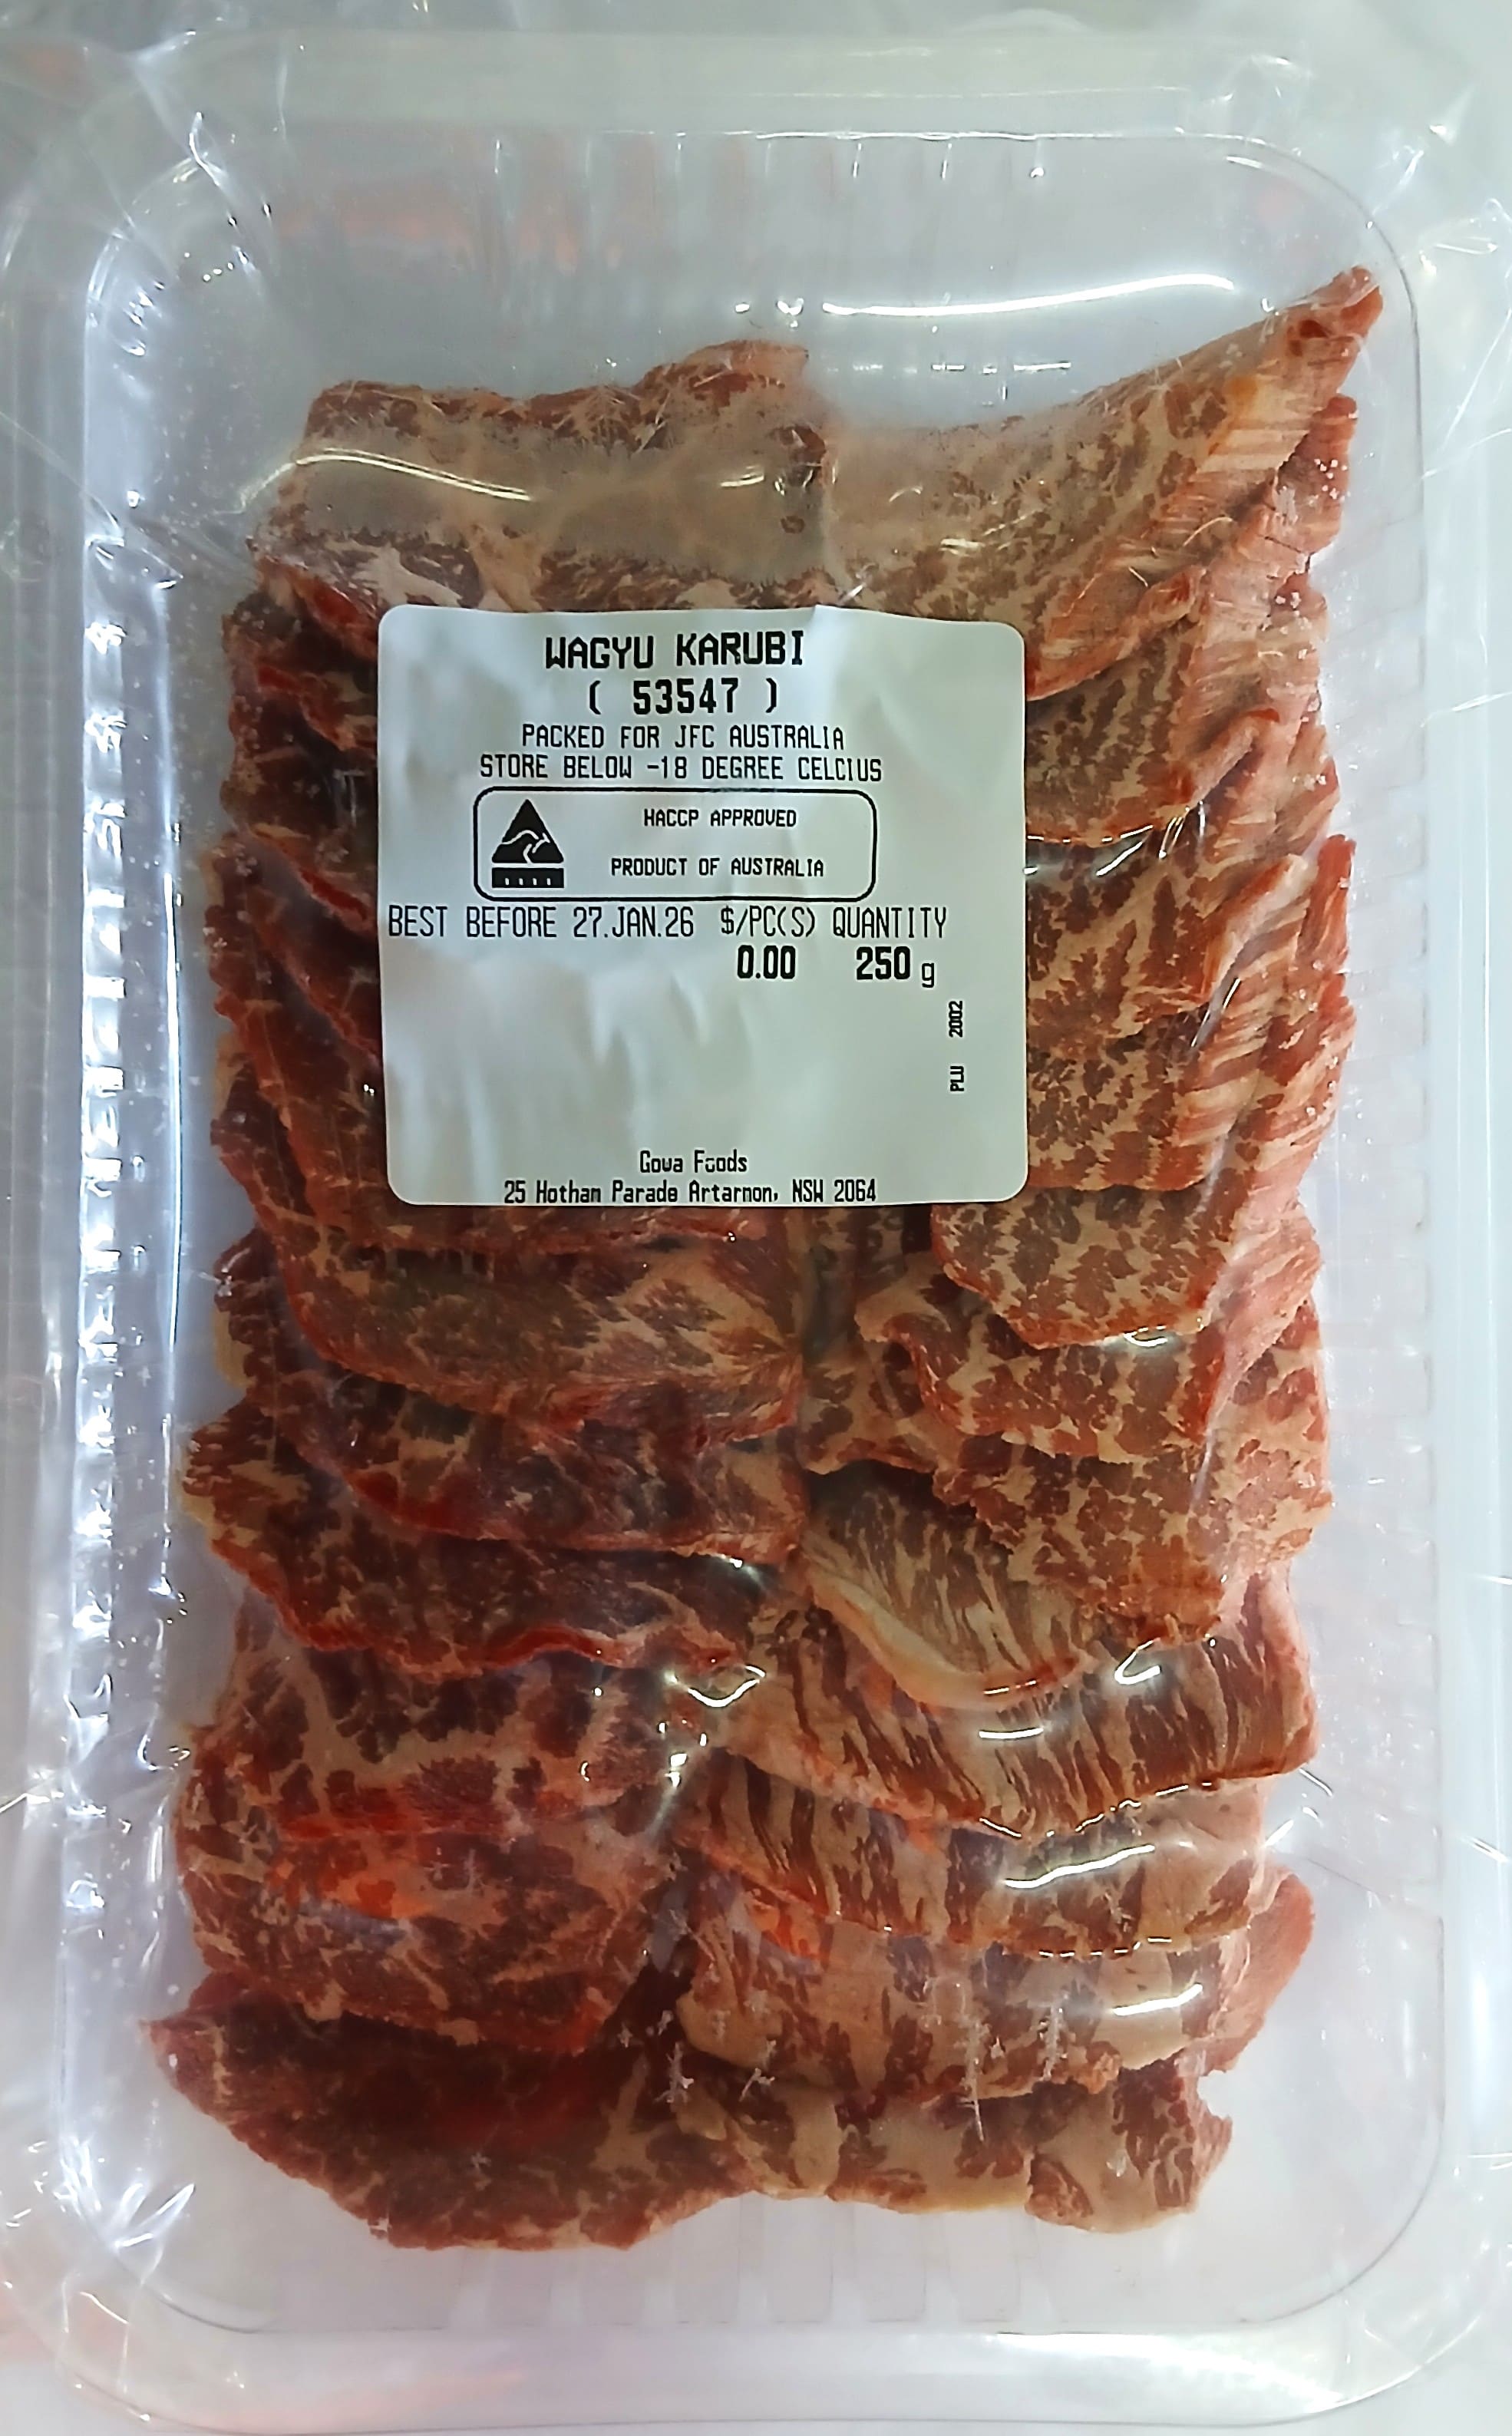 WAGYU KARUBI
( 53547 )
PACKED FOR JFC AUSTRALIA
STORE BELOW -18 DEGREE CELCIUS
HACCP APPROVED
PRODUCT OF AUSTRALIA
BEST BEFORE 27.JAN.26 $/PC(S) QUANTITY
0.00 250 g
PLU 2002
Gova Foods
25 Hotham Parade Artarmon, NSW 2064